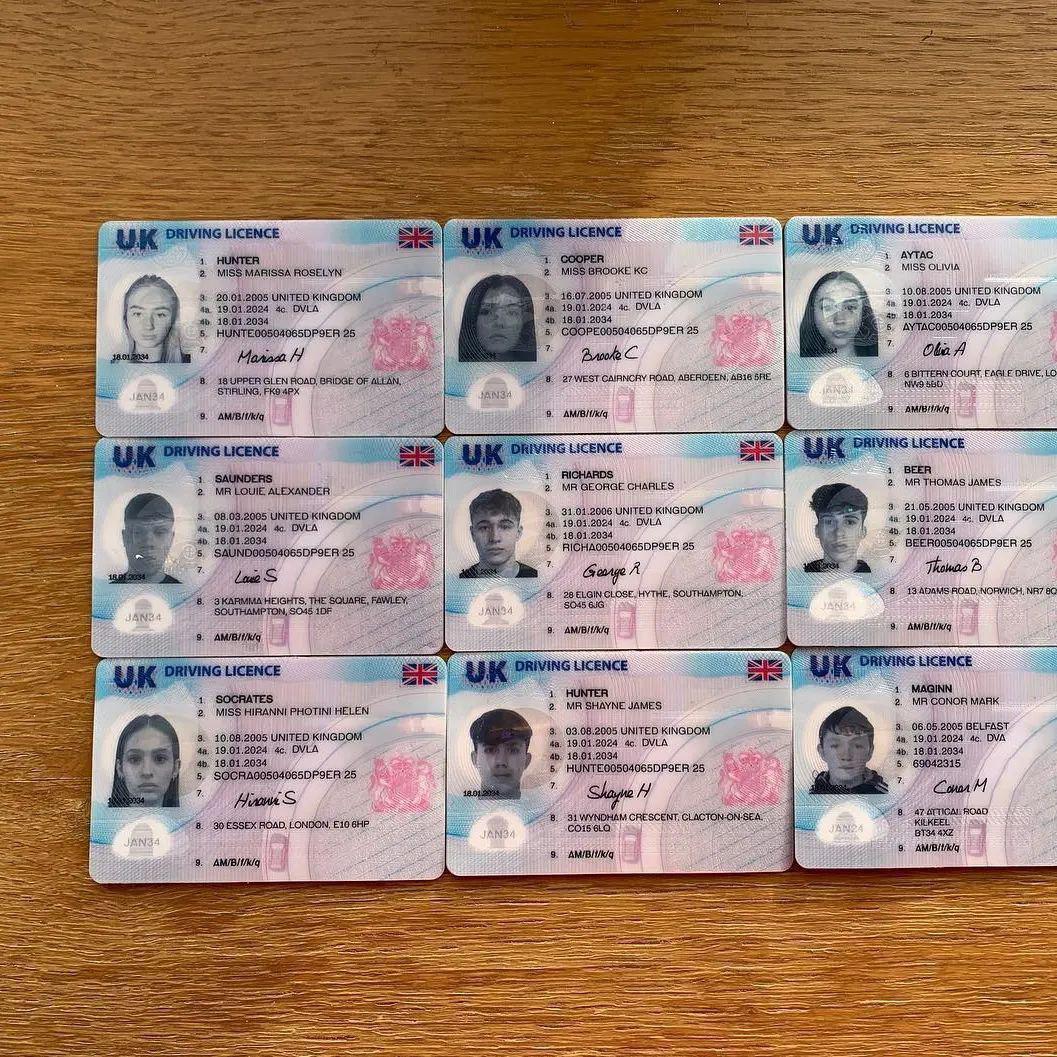 UK DRIVING LICENCE
1. HUNTER
2. MISS MARISSA ROSELYN
3. 20.01.2005 UNITED KINGDOM
4a. 19.01.2024 4c. DVLA
4b. 18.01.2034
5. HUNTE00504065DP9ER 25
7. Marissa H
18.01.2034
8. 18 UPPER GLEN ROAD, BRIDGE OF ALLAN,
STIRLING, FK9 4PX
JAN34
9. AM/B/f/k/q
UK DRIVING LICENCE
1. COOPER
2. MISS BROOKE KC
3. 16.07.2005 UNITED KINGDOM
4a. 19.01.2024 4c. DVLA
4b. 18.01.2034
5. COOPE00504065DP9ER 25
7. Brooke C
8. 27 WEST CAIRNCRY ROAD, ABERDEEN, AB16 5RE
JAN34
9. AM/B/f/k/q
UK DRIVING LICENCE
1. AYTAC
2. MISS OLIVIA
3. 10.08.2005 UNITED KINGDOM
4a. 19.01.2024 4c. DVLA
4b. 18.01.2034
5. AYTAC00504065DP9ER 25
7. Olivia A
8. 6 BITTERN COURT, EAGLE DRIVE, LO
NW9 5BD
JAN34
9. AM/B/f/k/q
UK DRIVING LICENCE
1. SAUNDERS
2. MR LOUIE ALEXANDER
3. 08.03.2005 UNITED KINGDOM
4a. 19.01.2024 4c. DVLA
4b. 18.01.2034
5. SAUND00504065DP9ER 25
7. Louie S
18.01.2034
8. 3 KARMMA HEIGHTS, THE SQUARE, FAWLEY,
SOUTHAMPTON, SO45 1DF
JAN34
9. AM/B/f/k/q
UK DRIVING LICENCE
1. RICHARDS
2. MR GEORGE CHARLES
3. 31.01.2006 UNITED KINGDOM
4a. 19.01.2024 4c. DVLA
4b. 18.01.2034
5. RICHA00504065DP9ER 25
7. George R
8. 28 ELGIN CLOSE, HYTHE, SOUTHAMPTON,
SO45 6JG
JAN34
9. AM/B/f/k/q
UK DRIVING LICENCE
1. BEER
2. MR THOMAS JAMES
3. 21.05.2005 UNITED KINGDOM
4a. 19.01.2024 4c. DVLA
4b. 18.01.2034
5. BEER00504065DP9ER 25
7. Thomas B
8. 13 ADAMS ROAD, NORWICH, NR7 8Q
JAN34
9. AM/B/f/k/q
UK DRIVING LICENCE
1. SOCRATES
2. MISS HIRANNI PHOTINI HELEN
3. 10.08.2005 UNITED KINGDOM
4a. 19.01.2024 4c. DVLA
4b. 18.01.2034
5. SOCRA00504065DP9ER 25
7. Hiranni S
8. 30 ESSEX ROAD, LONDON, E10 6HP
JAN34
9. AM/B/f/k/q
UK DRIVING LICENCE
1. HUNTER
2. MR SHAYNE JAMES
3. 03.08.2005 UNITED KINGDOM
4a. 19.01.2024 4c. DVLA
4b. 18.01.2034
5. HUNTE00504065DP9ER 25
7. Shayne H
18.01.2034
8. 31 WYNDHAM CRESCENT, CLACTON-ON-SEA,
CO15 6LQ
JAN34
9. AM/B/f/k/q
UK DRIVING LICENCE
1. MAGINN
2. MR CONOR MARK
3. 06.05.2005 BELFAST
4a. 19.01.2024 4c. DVA
4b. 18.01.2034
5. 69042315
7. Conor M
8. 47 ATTICAL ROAD
KILKEEL
BT34 4XZ
JAN24
9. AM/B/f/k/q